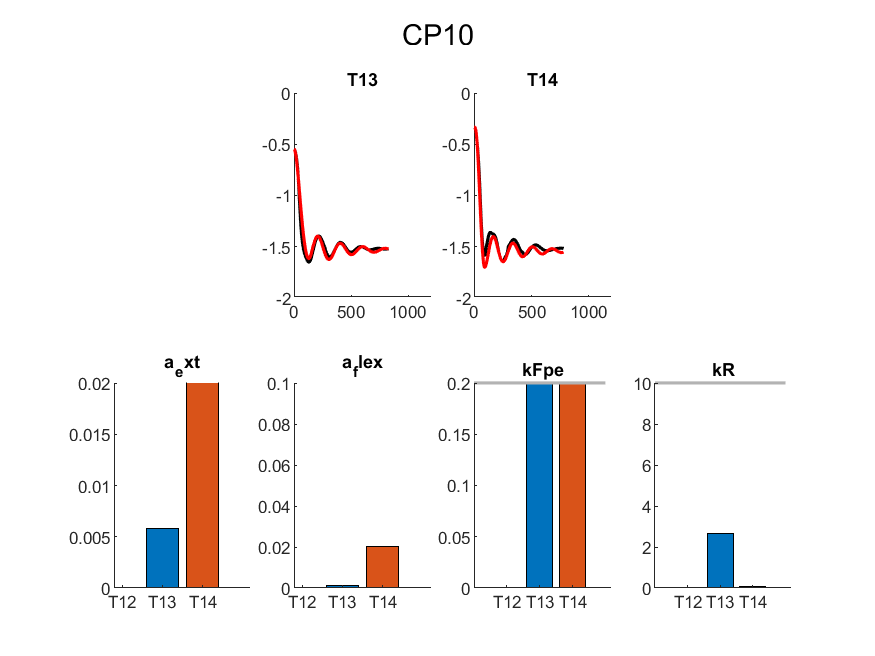 CP10
T13 T14
0 0
-0.5 -0.5
-1 -1
-1.5 -1.5
-2 -2
0 500 1000 0 500 1000
aext aflex kFpe kR
0.02 0.1 0.2 10
0.015 0.08 0.15 8
0.01 0.06 0.1 6
0.005 0.04 0.05 4
0 0.02 0 2
0 0
T12 T13 T14 T12 T13 T14 T12 T13 T14 T12 T13 T14